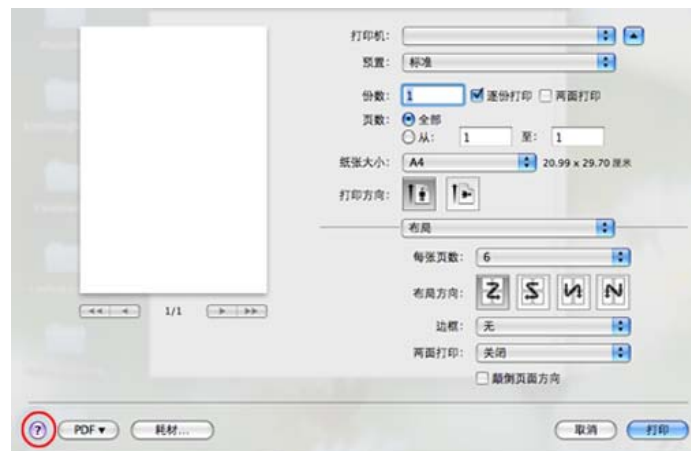 打印机:
预置: 标准
份数: 1 逐份打印 两面打印
页数: 全部
从: 1 至: 1
纸张大小: A4 20.99 x 29.70 厘米
打印方向:
布局
每张页数: 6
布局方向:
边框: 无
两面打印: 关闭
颠倒页面方向
1/1
? PDF▼ 耗材... 取消 打印